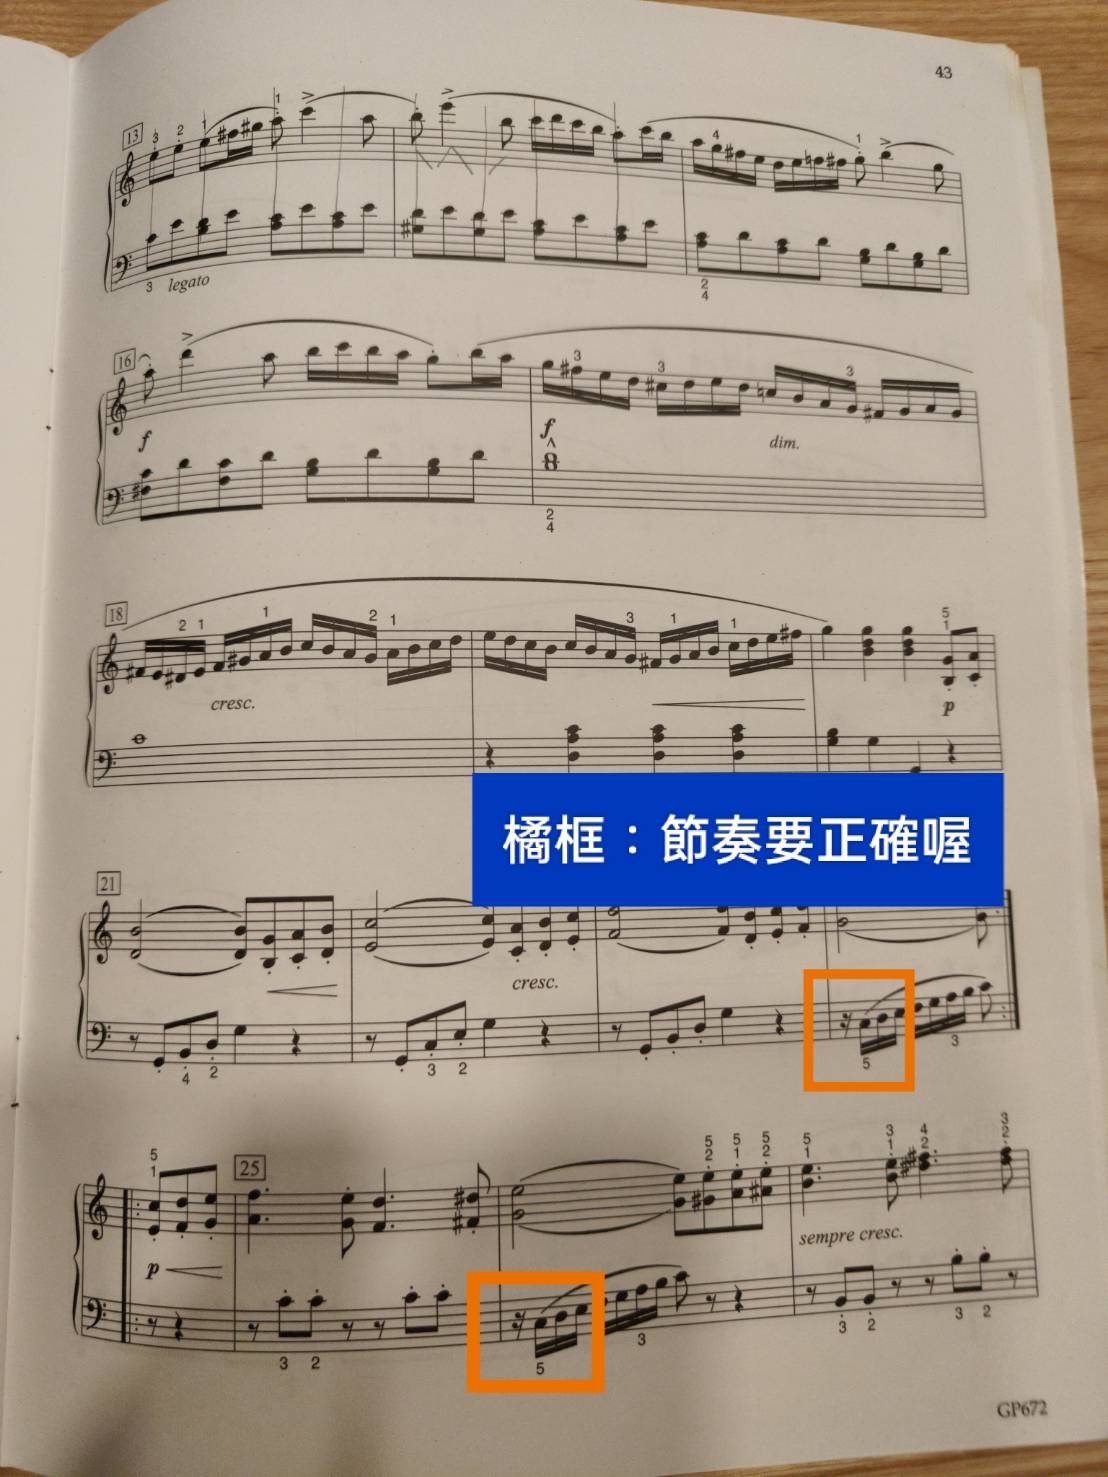 43
13
3 2 1 1 4 1
3 legato
2
4
16
3 3 3
f f dim.
2
4
18
2 1 1 2 1 3 1 1 5
1
cresc. p
橘框：節奏要正確喔
21
cresc.
4 2 3 2 5 3
5
1 25 5
2 5
1 5
2 5
1 3
1 4
2 3
2
p sempre cresc.
3 2 5 3 3 2 3 2
GP672